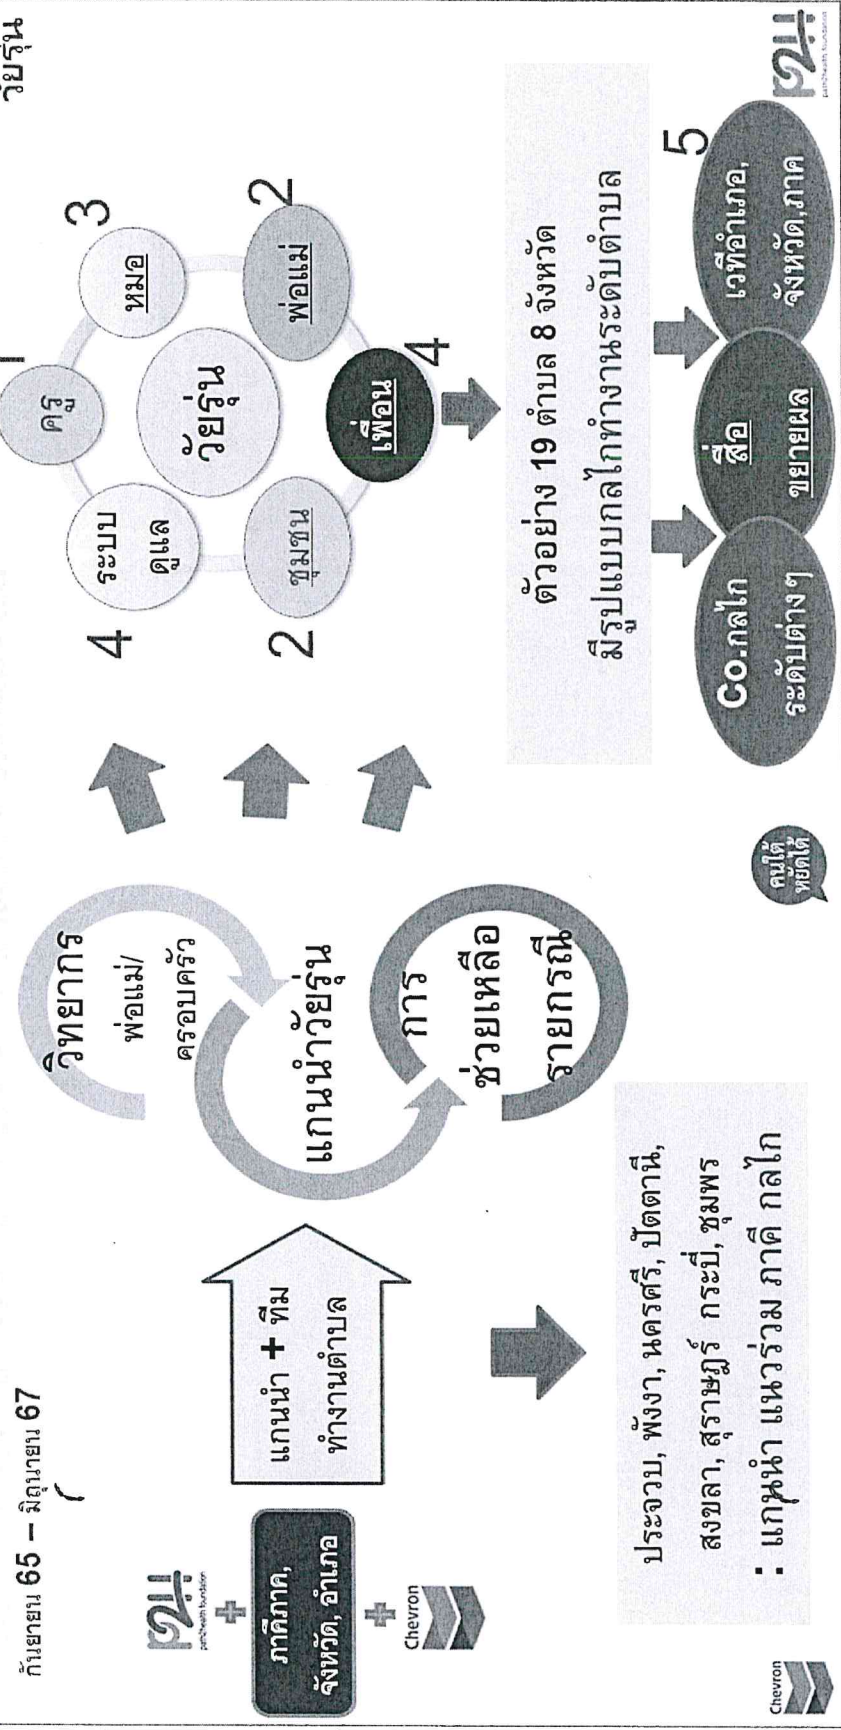 วัยรุ่น
กันยายน 65 – มิถุนายน 67
p2H
path2health foundation
ภาคีภาค,
จังหวัด, อำเภอ
Chevron
แกนนำ + ทีม
ทำงานตำบล
วิทยากร
พ่อแม่/
ครอบครัว
แกนนำวัยรุ่น
การ
ช่วยเหลือ
รายกรณี
ครู
3
หมอ
2
พ่อแม่
4
เพื่อน
2
ชุมชน
4
ระบบ
ดูแล
วัยรุ่น
ประจวบ, พังงา, นครศรี, ปัตตานี,
สงขลา, สุราษฎร์ กระบี่, ชุมพร
: แกนนำ แนวร่วม ภาคี กลไก
ตัวอย่าง 19 ตำบล 8 จังหวัด
มีรูปแบบกลไกทำงานระดับตำบล
Co.กลไก
ระดับต่างๆ
สื่อ
ขยายผล
5
เวทีอำเภอ,
จังหวัด,ภาค
Chevron
คนใต้
หยัดได้
p2H
path2health foundation